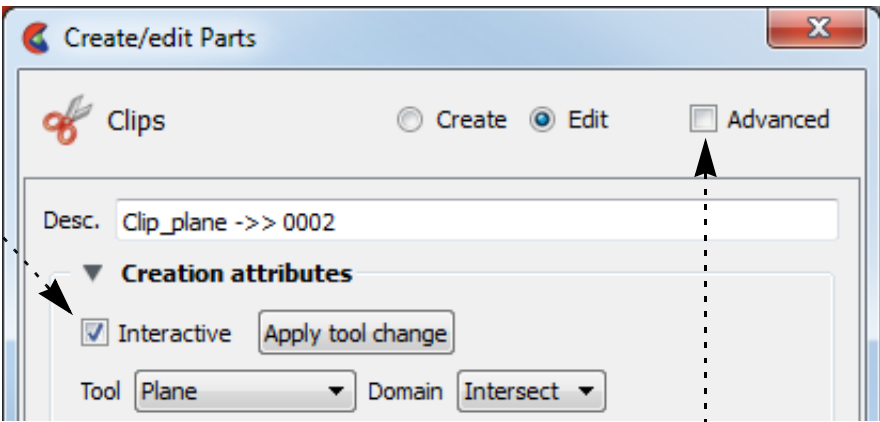 Create/edit Parts
Clips Create Edit Advanced
Desc. Clip_plane ->> 0002
Creation attributes
Interactive Apply tool change
Tool Plane Domain Intersect